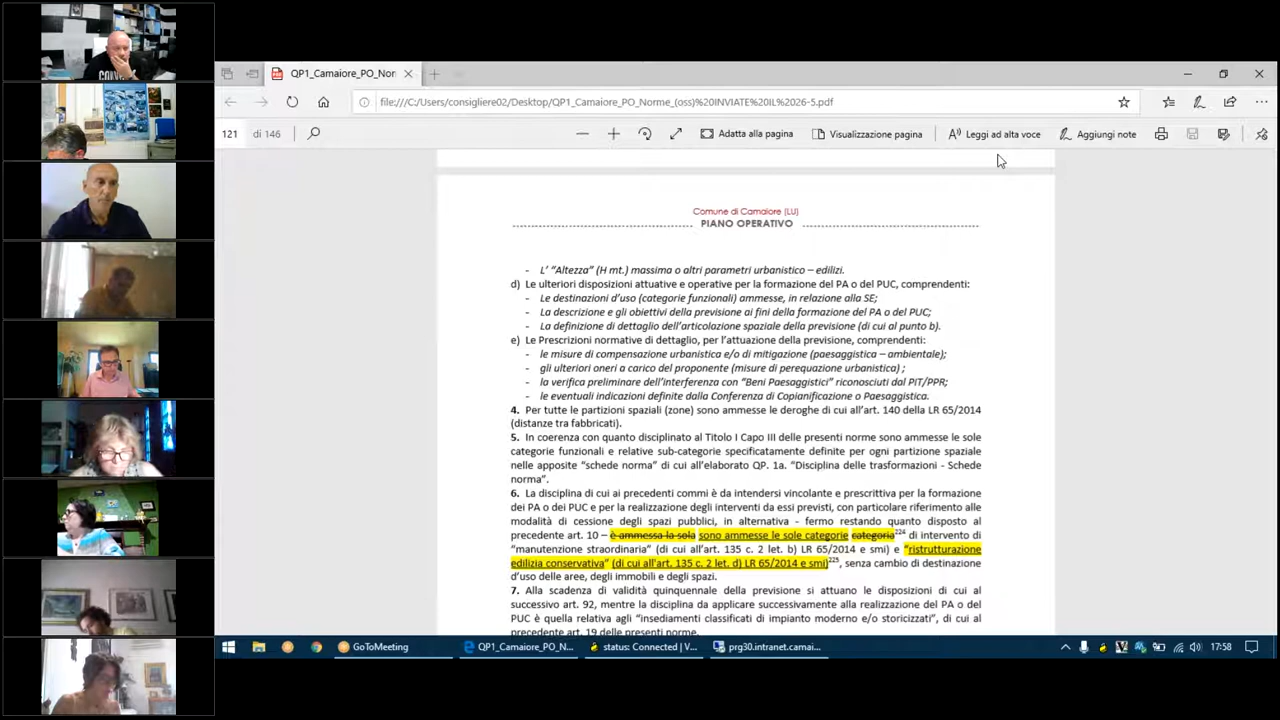 QP1_Camaiore_PO_Norr
file:///C:/Users/consigliere02/Desktop/QP1_Camaiore_PO_Norme_(oss)%20INVIATE%20IL%2026-5.pdf
121 di 146 Adatta alla pagina Visualizzazione pagina Leggi ad alta voce Aggiungi note
Comune di Camaiore (LU)
PIANO OPERATIVO
- L' "Altezza" (H mt.) massima o altri parametri urbanistico – edilizi.
d) Le ulteriori disposizioni attuative e operative per la formazione del PA o del PUC, comprendenti:
- Le destinazioni d'uso (categorie funzionali) ammesse, in relazione alla SE;
- La descrizione e gli obiettivi della previsione ai fini della formazione del PA o del PUC;
- La definizione di dettaglio dell'articolazione spaziale della previsione (di cui al punto b).
e) Le Prescrizioni normative di dettaglio, per l'attuazione della previsione, comprendenti:
- le misure di compensazione urbanistica e/o di mitigazione (paesaggistica – ambientale);
- gli ulteriori oneri a carico del proponente (misure di perequazione urbanistica) ;
- la verifica preliminare dell'interferenza con "Beni Paesaggistici" riconosciuti dal PIT/PPR;
- le eventuali indicazioni definite dalla Conferenza di Copianificazione o Paesaggistica.
4. Per tutte le partizioni spaziali (zone) sono ammesse le deroghe di cui all'art. 140 della LR 65/2014
(distanze tra fabbricati).
5. In coerenza con quanto disciplinato al Titolo I Capo III delle presenti norme sono ammesse le sole
categorie funzionali e relative sub-categorie specificatamente definite per ogni partizione spaziale
nelle apposite "schede norma" di cui all'elaborato QP. 1a. "Disciplina delle trasformazioni - Schede
norma".
6. La disciplina di cui ai precedenti commi è da intendersi vincolante e prescrittiva per la formazione
dei PA o dei PUC e per la realizzazione degli interventi da essi previsti, con particolare riferimento alle
modalità di cessione degli spazi pubblici, in alternativa - fermo restando quanto disposto al
precedente art. 10 – è ammessa la sola sono ammesse le sole categorie categoria224 di intervento di
"manutenzione straordinaria" (di cui all'art. 135 c. 2 let. b) LR 65/2014 e smi) e "ristrutturazione
edilizia conservativa" (di cui all'art. 135 c. 2 let. d) LR 65/2014 e smi)225, senza cambio di destinazione
d'uso delle aree, degli immobili e degli spazi.
7. Alla scadenza di validità quinquennale della previsione si attuano le disposizioni di cui al
successivo art. 92, mentre la disciplina da applicare successivamente alla realizzazione del PA o del
PUC è quella relativa agli "insediamenti classificati di impianto moderno e/o storicizzati", di cui al
precedente art. 19 delle presenti norme.
GoToMeeting QP1_Camaiore_PO_N... status: Connected | V... prg30.intranet.camai... 17:58